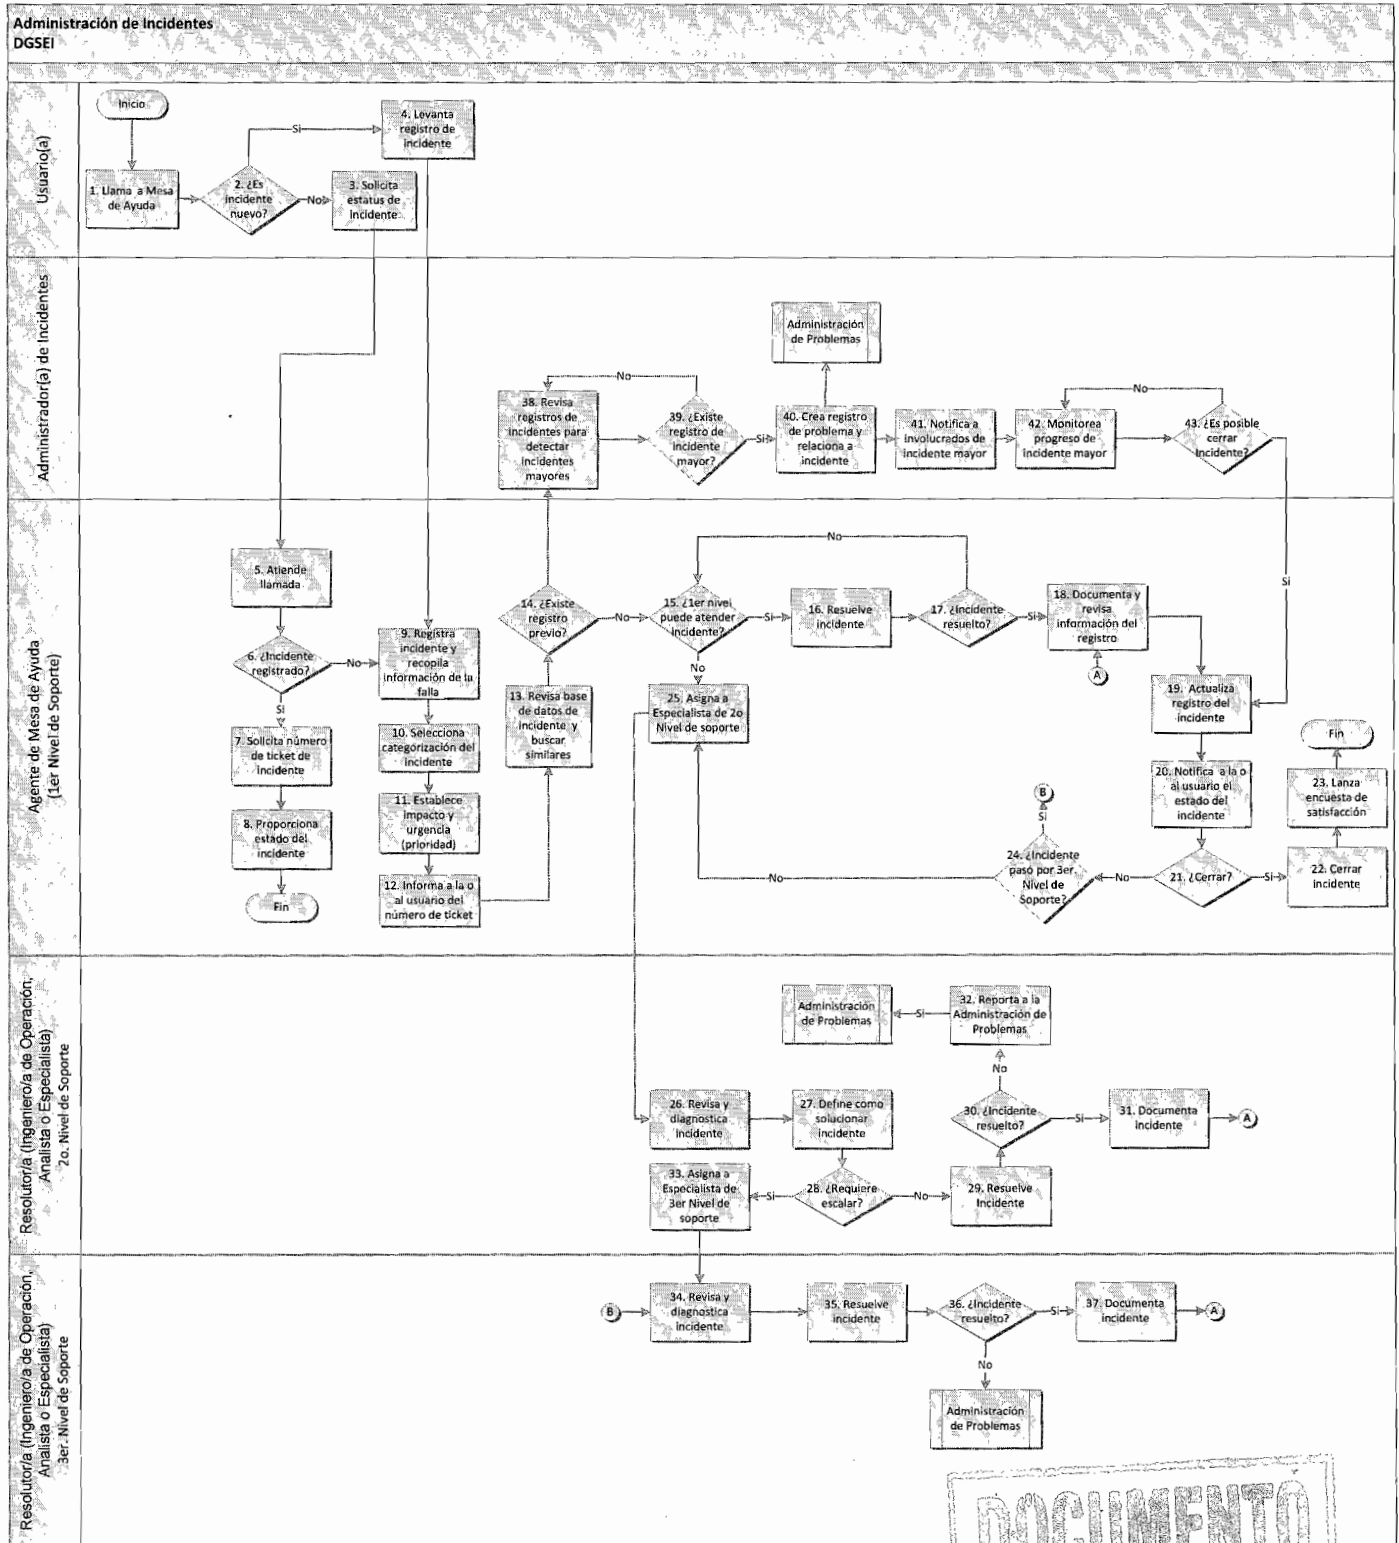 Administración de Incidentes
DGSEI
Usuario(a)
Inicio
1. Llama a Mesa
de Ayuda
2. ¿Es
incidente
nuevo?
Si
No
3. Solicita
estatus de
incidente
4. Levanta
registro de
incidente
Administrador(a) de Incidentes
Administración
de Problemas
38. Revisa
registros de
incidentes para
detectar
incidentes
mayores
No
39. ¿Existe
registro de
incidente
mayor?
Si
40. Crea registro
de problema y
relaciona a
incidente
41. Notifica a
involucrados de
incidente mayor
42. Monitorea
progreso de
incidente mayor
No
43. ¿Es posible
cerrar
incidente?
Si
Agente de Mesa de Ayuda
(1er Nivel de Soporte)
5. Atiende
llamada
6. ¿Incidente
registrado?
No
Si
7. Solicita número
de ticket de
incidente
8. Proporciona
estado del
incidente
Fin
9. Registra
incidente y
recopila
información de la
falla
10. Selecciona
categorización del
incidente
11. Establece
impacto y
urgencia
(prioridad)
12. Informa a la o
al usuario del
número de ticket
13. Revisa base
de datos de
incidente y
buscar
similares
14. ¿Existe
registro
previo?
No
15. ¿1er nivel
puede atender
incidente?
Si
No
16. Resuelve
incidente
No
17. ¿Incidente
resuelto?
Si
18. Documenta y
revisa
información del
registro
A
19. Actualiza
registro del
incidente
20. Notifica a la o
al usuario el
estado del
incidente
21. ¿Cerrar?
Si
No
22. Cerrar
incidente
23. Lanza
encuesta de
satisfacción
Fin
24. ¿Incidente
pasó por 3er.
Nivel de
Soporte?
Si
B
No
25. Asigna a
Especialista de 2o
Nivel de soporte
Resolutor/a (Ingeniero/a de Operación,
Analista o Especialista)
2o. Nivel de Soporte
26. Revisa y
diagnostica
incidente
27. Define como
solucionar
incidente
28. ¿Requiere
escalar?
Si
No
29. Resuelve
Incidente
30. ¿Incidente
resuelto?
Si
No
31. Documenta
Incidente
A
32. Reporta a la
Administración de
Problemas
Si
Administración
de Problemas
33. Asigna a
Especialista de
3er Nivel de
soporte
Resolutor/a (Ingeniero/a de Operación,
Analista o Especialista)
3er. Nivel de Soporte
B
34. Revisa y
diagnostica
incidente
35. Resuelve
incidente
36. ¿Incidente
resuelto?
Si
No
37. Documenta
incidente
A
Administración
de Problemas
DOCUMENTO